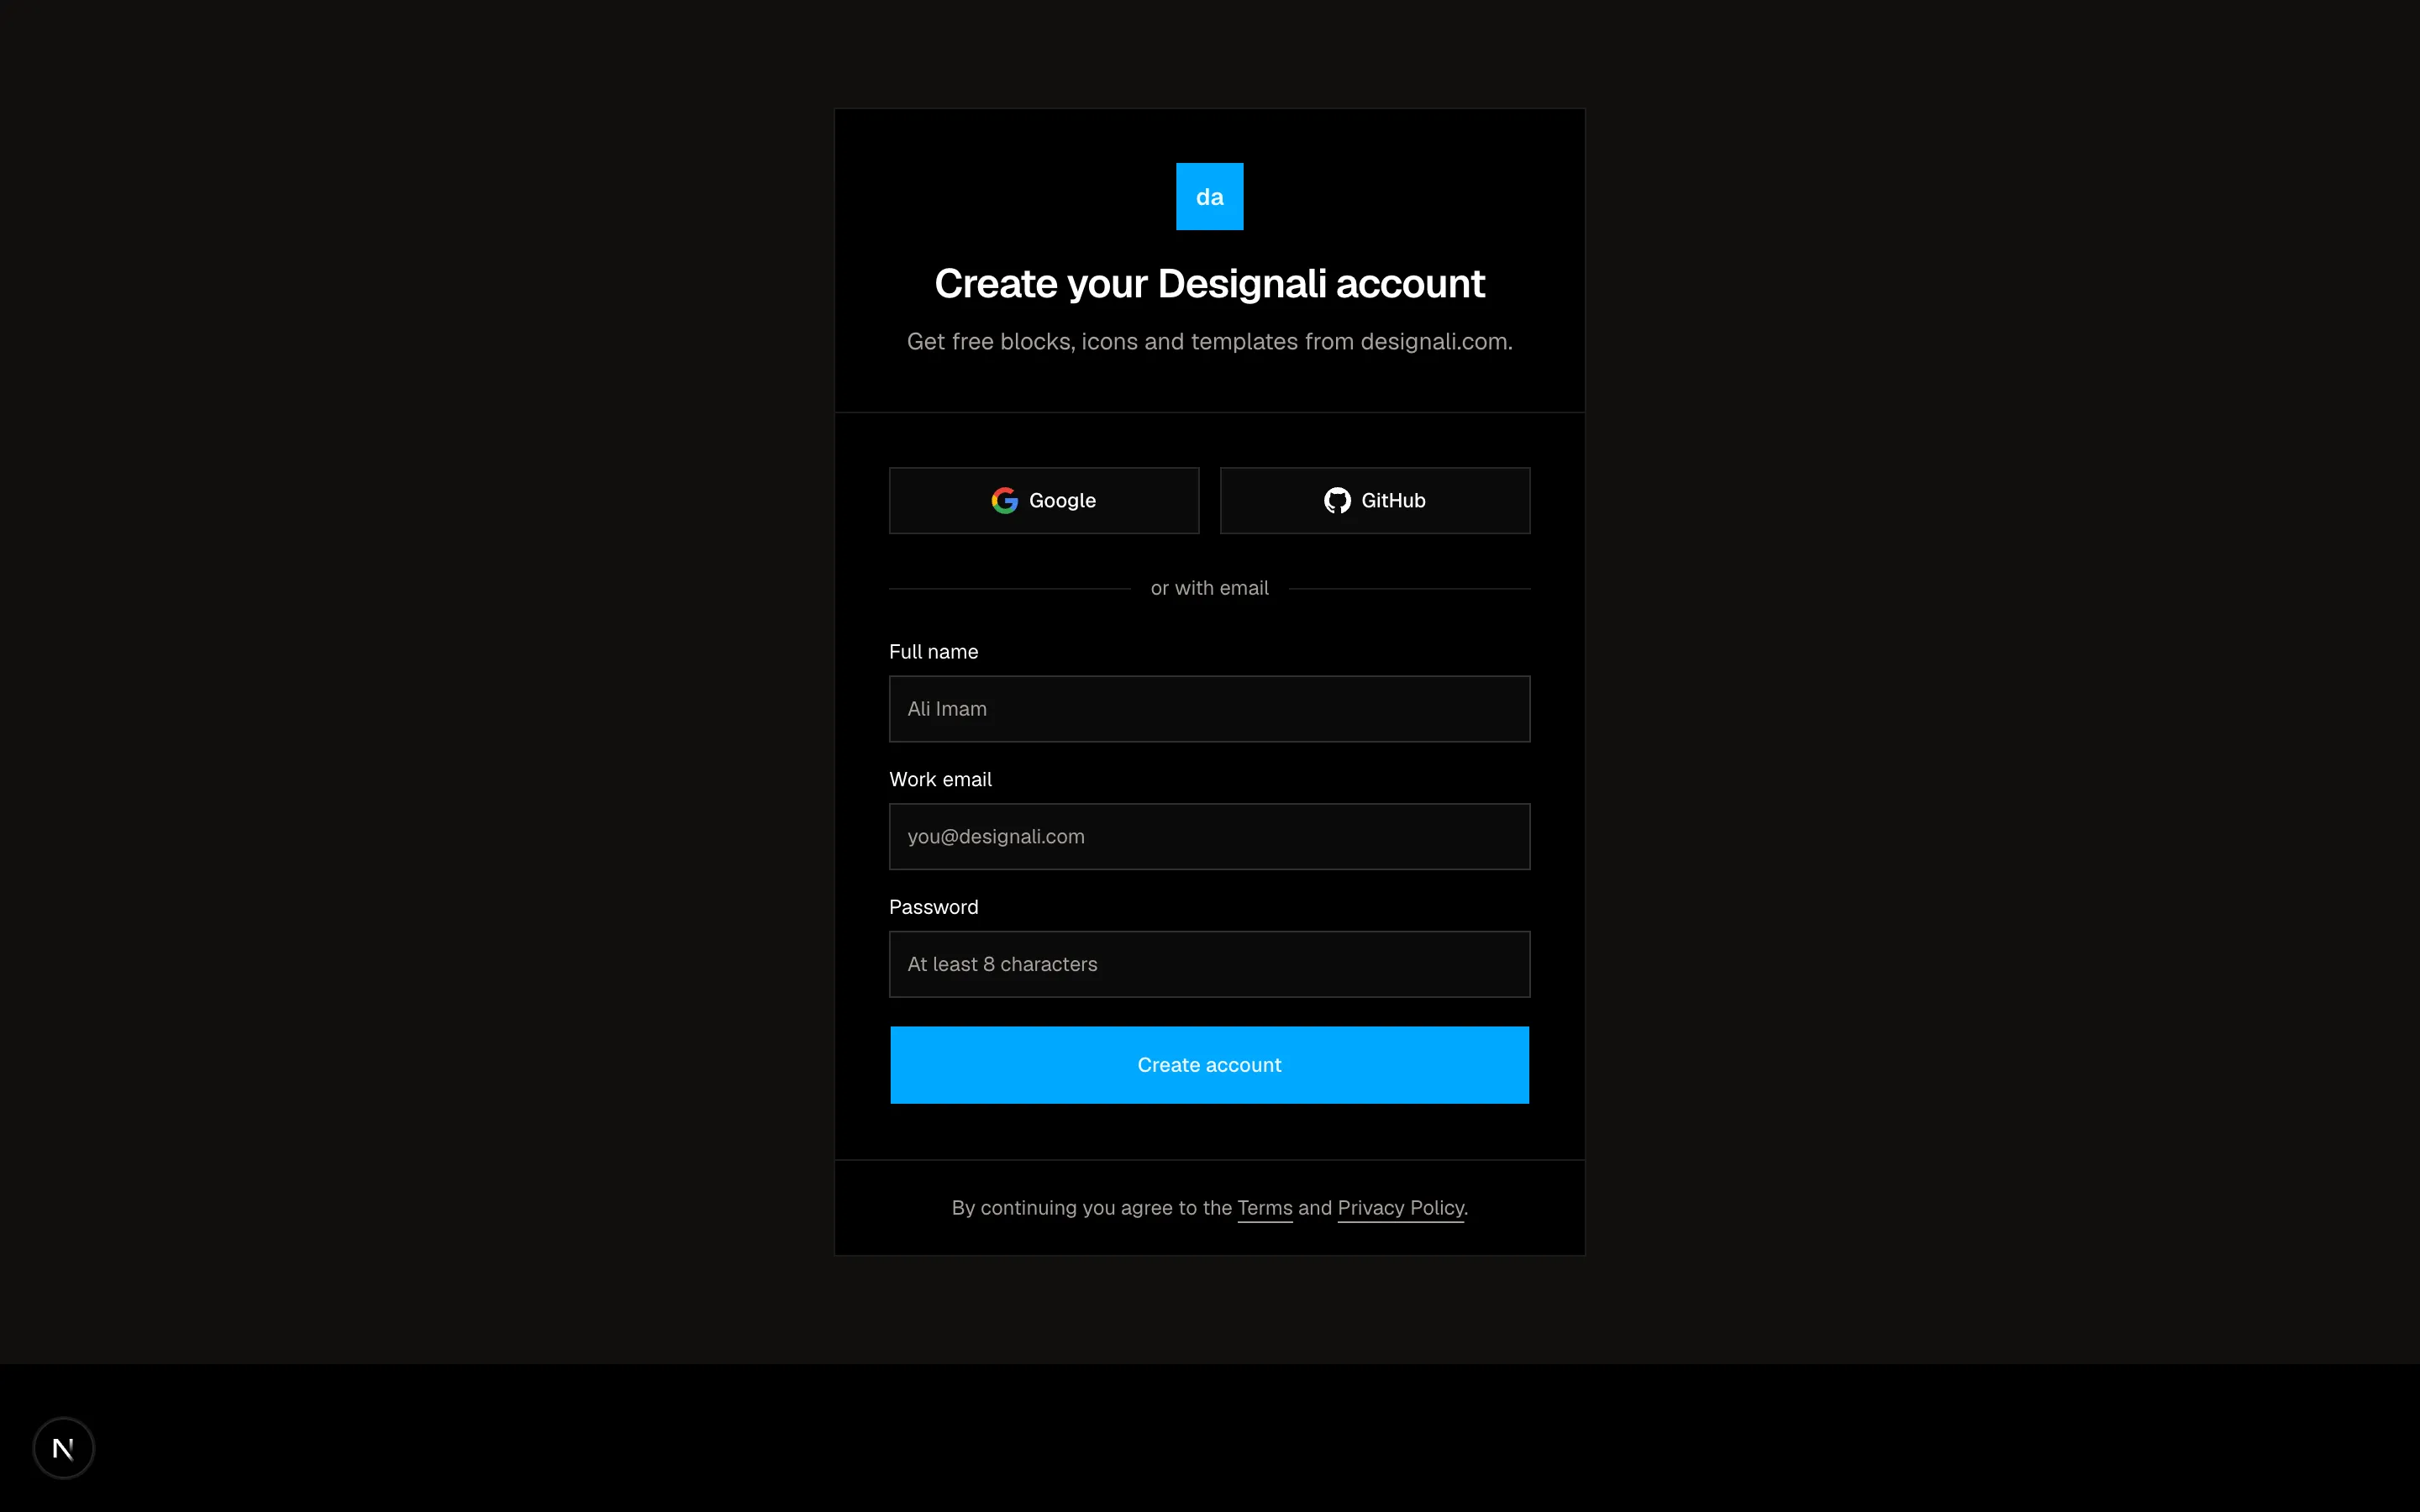 da
Create your Designali account
Get free blocks, icons and templates from designali.com.
Google
GitHub
or with email
Full name
Ali Imam
Work email
you@designali.com
Password
At least 8 characters
Create account
By continuing you agree to the Terms and Privacy Policy.
N